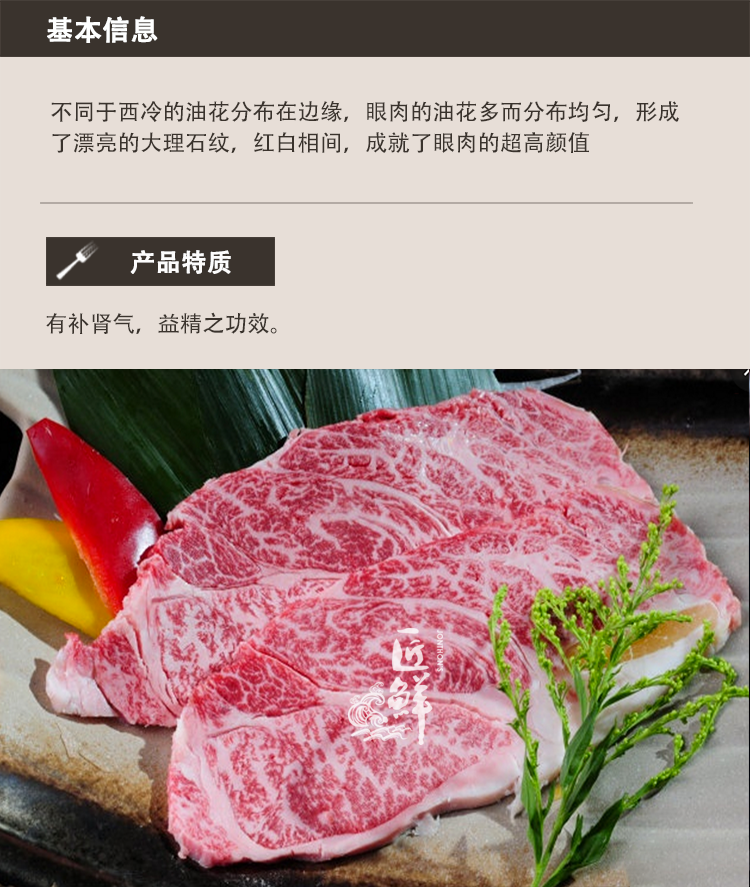 基本信息
不同于西冷的油花分布在边缘，眼肉的油花多而分布均匀，形成
了漂亮的大理石纹，红白相间，成就了眼肉的超高颜值
产品特质
有补肾气，益精之功效。
匠鲜